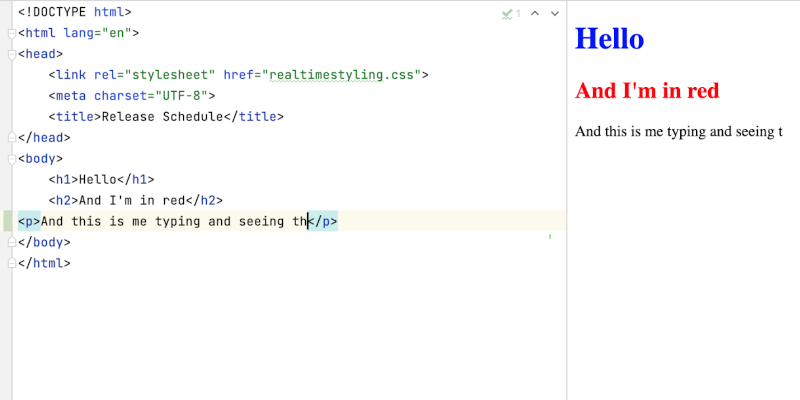 <!DOCTYPE html>
<html lang="en">
<head>
    <link rel="stylesheet" href="realtimestyling.css">
    <meta charset="UTF-8">
    <title>Release Schedule</title>
</head>
<body>
    <h1>Hello</h1>
    <h2>And I'm in red</h2>
<p>And this is me typing and seeing th</p>
</body>
</html>
1
Hello
And I'm in red
And this is me typing and seeing t